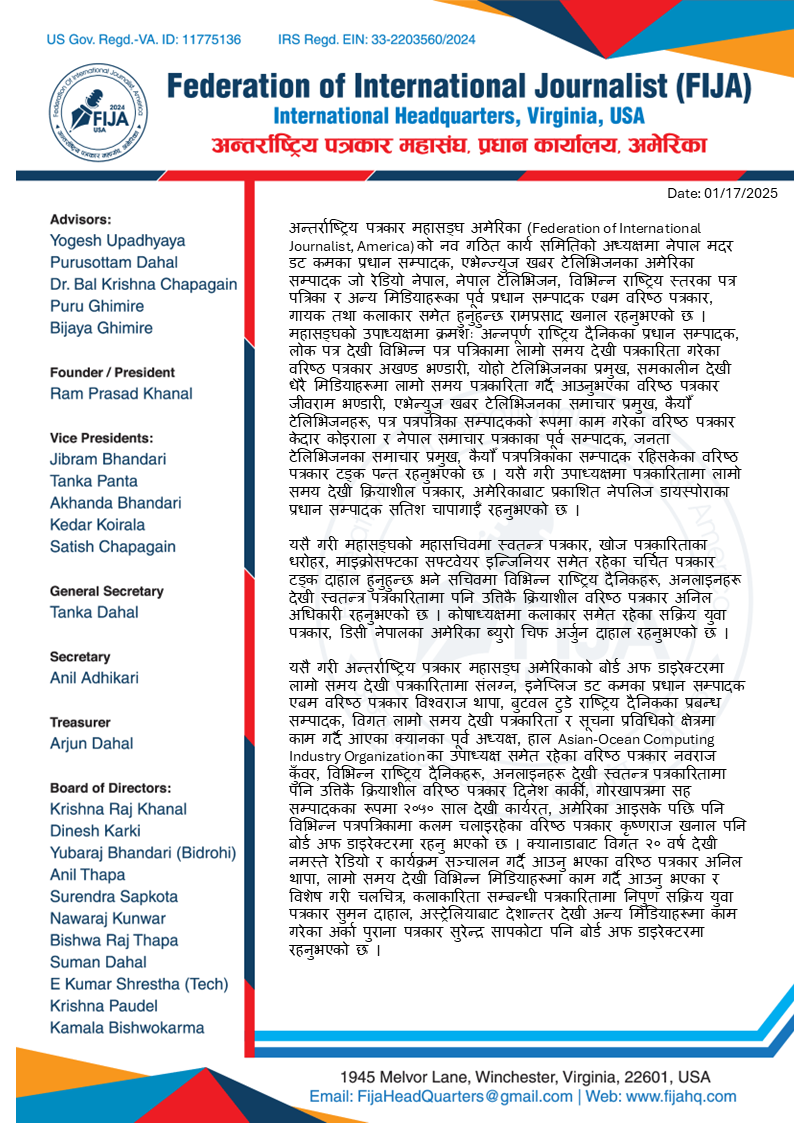 US Gov. Regd.-VA. ID: 11775136 IRS Regd. EIN: 33-2203560/2024
Federation of International Journalist (FIJA)
International Headquarters, Virginia, USA
अन्तर्राष्ट्रिय पत्रकार महासंघ, प्रधान कार्यालय, अमेरिका
Federation Of International Journalist, America
2024
FIJA
USA
अन्तर्राष्ट्रिय पत्रकार महासंघ, अमेरिका
Date: 01/17/2025
Advisors:
Yogesh Upadhyaya
Purusottam Dahal
Dr. Bal Krishna Chapagain
Puru Ghimire
Bijaya Ghimire
Founder / President
Ram Prasad Khanal
Vice Presidents:
Jibram Bhandari
Tanka Panta
Akhanda Bhandari
Kedar Koirala
Satish Chapagain
General Secretary
Tanka Dahal
Secretary
Anil Adhikari
Treasurer
Arjun Dahal
Board of Directors:
Krishna Raj Khanal
Dinesh Karki
Yubaraj Bhandari (Bidrohi)
Anil Thapa
Surendra Sapkota
Nawaraj Kunwar
Bishwa Raj Thapa
Suman Dahal
E Kumar Shrestha (Tech)
Krishna Paudel
Kamala Bishwokarma
अन्तर्राष्ट्रिय पत्रकार महासङ्घ अमेरिका (Federation of International
Journalist, America) को नव गठित कार्य समितिको अध्यक्षमा नेपाल मदर
डट कमका प्रधान सम्पादक, एभेन्ज्युज खबर टेलिभिजनका अमेरिका
सम्पादक जो रेडियो नेपाल, नेपाल टेलिभिजन, विभिन्न राष्ट्रिय स्तरका पत्र
पत्रिका र अन्य मिडियाहरूका पूर्व प्रधान सम्पादक एबम वरिष्ठ पत्रकार,
गायक तथा कलाकार समेत हुनुहुन्छ रामप्रसाद खनाल रहनुभएको छ ।
महासङ्घको उपाध्यक्षमा क्रमशः अन्नपूर्ण राष्ट्रिय दैनिकका प्रधान सम्पादक,
लोक पत्र देखी विभिन्न पत्र पत्रिकामा लामो समय देखी पत्रकारिता गरेका
वरिष्ठ पत्रकार अखण्ड भण्डारी, योहो टेलिभिजनका प्रमुख, समकालीन देखी
धेरै मिडियाहरूमा लामो समय पत्रकारिता गर्दै आउनुभएका वरिष्ठ पत्रकार
जीवराम भण्डारी, एभेन्युज खबर टेलिभिजनका समाचार प्रमुख, कैयौँ
टेलिभिजनहरू, पत्र पत्रपत्रिका सम्पादकको रूपमा काम गरेका वरिष्ठ पत्रकार
केदार कोइराला र नेपाल समाचार पत्रकाका पूर्व सम्पादक, जनता
टेलिभिजनका समाचार प्रमुख, कैयौँ पत्रपत्रिकाका सम्पादक रहिसकेका वरिष्ठ
पत्रकार टङ्क पन्त रहनुभएको छ । यसै गरी उपाध्यक्षमा पत्रकारितामा लामो
समय देखी क्रियाशील पत्रकार, अमेरिकाबाट प्रकाशित नेपलिज डायस्पोराका
प्रधान सम्पादक सतिश चापागाईँ रहनुभएको छ ।
यसै गरी महासङ्घको महासचिवमा स्वतन्त्र पत्रकार, खोज पत्रकारिताका
धरोहर, माइक्रोसफ्टका सफ्टवेयर इन्जिनियर समेत रहेका चर्चित पत्रकार
टङ्क दाहाल हुनुहुन्छ भने सचिवमा विभिन्न राष्ट्रिय दैनिकहरू, अनलाइनहरू
देखी स्वतन्त्र पत्रकारितामा पनि उत्तिकै क्रियाशील वरिष्ठ पत्रकार अनिल
अधिकारी रहनुभएको छ । कोषाध्यक्षमा कलाकार समेत रहेका सक्रिय युवा
पत्रकार, डिसी नेपालका अमेरिका ब्युरो चिफ अर्जुन दाहाल रहनुभएको छ ।
यसै गरी अन्तर्राष्ट्रिय पत्रकार महासङ्घ अमेरिकाको बोर्ड अफ डाइरेक्टरमा
लामो समय देखी पत्रकारितामा संलग्न, इनेप्लिज डट कमका प्रधान सम्पादक
एबम वरिष्ठ पत्रकार विश्वराज थापा, बुटवल टुडे राष्ट्रिय दैनिकका प्रबन्ध
सम्पादक, विगत लामो समय देखी पत्रकारिता र सूचना प्रविधिको क्षेत्रमा
काम गर्दै आएका क्यानका पूर्व अध्यक्ष, हाल Asian-Ocean Computing
Industry Organization का उपाध्यक्ष समेत रहेका वरिष्ठ पत्रकार नवराज
कुँवर, विभिन्न राष्ट्रिय दैनिकहरू, अनलाइनहरू देखी स्वतन्त्र पत्रकारितामा
पनि उत्तिकै क्रियाशील वरिष्ठ पत्रकार दिनेश कार्की, गोरखापत्रमा सह
सम्पादकका रूपमा २०५० साल देखी कार्यरत, अमेरिका आइसके पछि पनि
विभिन्न पत्रपत्रिकामा कलम चलाइरहेका वरिष्ठ पत्रकार कृष्णराज खनाल पनि
बोर्ड अफ डाइरेक्टरमा रहनु भएको छ । क्यानाडाबाट विगत २० वर्ष देखी
नमस्ते रेडियो र कार्यक्रम सञ्चालन गर्दै आउनु भएका वरिष्ठ पत्रकार अनिल
थापा, लामो समय देखी विभिन्न मिडियाहरूमा काम गर्दै आउनु भएका र
विशेष गरी चलचित्र, कलाकारिता सम्बन्धी पत्रकारितामा निपुण सक्रिय युवा
पत्रकार सुमन दाहाल, अस्ट्रेलियाबाट देशान्तर देखी अन्य मिडियाहरूमा काम
गरेका अर्का पुराना पत्रकार सुरेन्द्र सापकोटा पनि बोर्ड अफ डाइरेक्टरमा
रहनुभएको छ ।
1945 Melvor Lane, Winchester, Virginia, 22601, USA
Email: FijaHeadQuarters@gmail.com | Web: www.fijahq.com